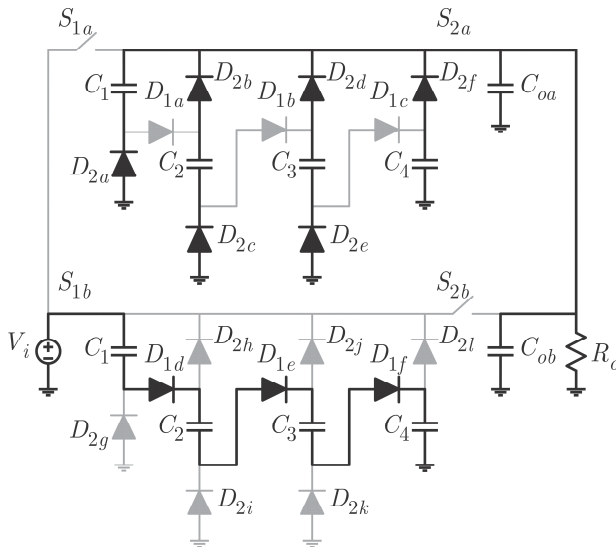 S1a S2a
C1 D1a D2b D1b D2d D1c D2f Coa
D2a C2 C3 C4
D2c D2e
S1b S2b
Vi C1 D1d D2h D1e D2j D1f D2l Cob Ro
D2g C2 C3 C4
D2i D2k